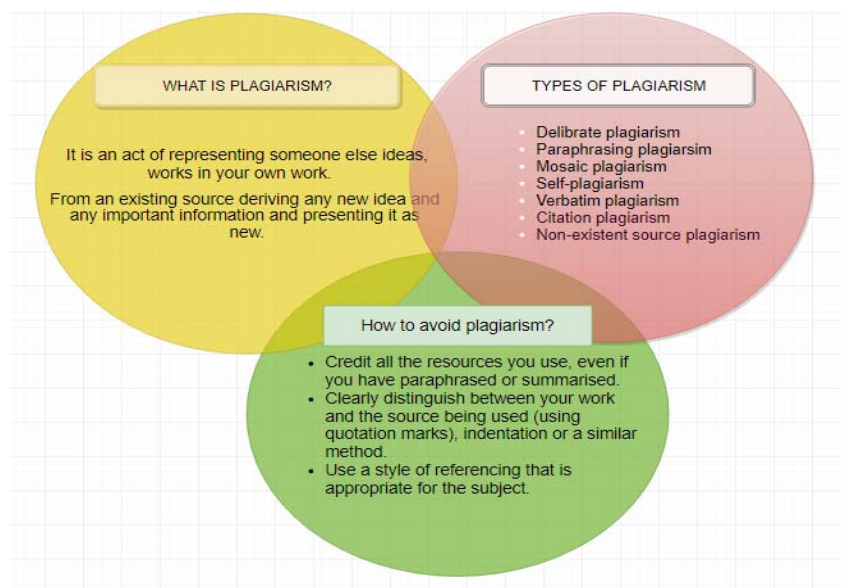 WHAT IS PLAGIARISM?
It is an act of representing someone else ideas,
works in your own work.
From an existing source deriving any new idea and
any important information and presenting it as
new.
TYPES OF PLAGIARISM
Delibrate plagiarism
Paraphrasing plagiarsim
Mosaic plagiarism
Self-plagiarism
Verbatim plagiarism
Citation plagiarism
Non-existent source plagiarism
How to avoid plagiarism?
• Credit all the resources you use, even if
you have paraphrased or summarised.
• Clearly distinguish between your work
and the source being used (using
quotation marks), indentation or a similar
method.
• Use a style of referencing that is
appropriate for the subject.